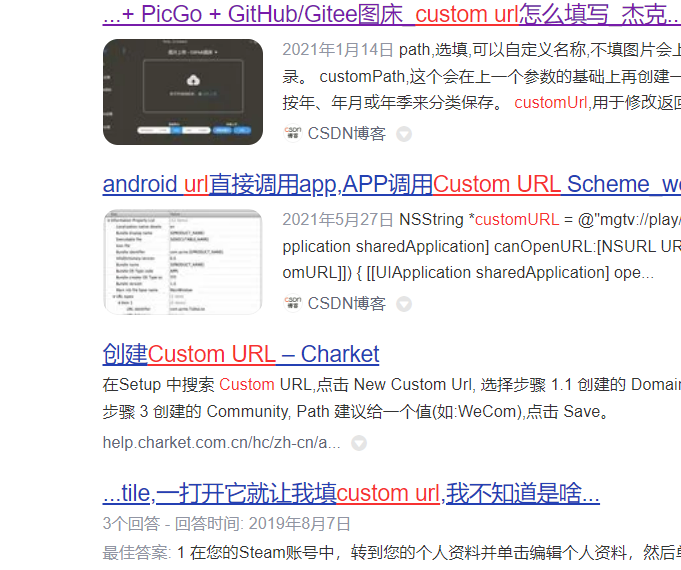 ...+ PicGo + GitHub/Gitee图床_custom url怎么填写_杰克...
2021年1月14日 path,选填,可以自定义名称,不填图片会上
录。 customPath,这个会在上一个参数的基础上再创建一
按年、年月或年季来分类保存。 customUrl,用于修改返回
CSDN博客
android url直接调用app,APP调用Custom URL Scheme_we
2021年5月27日 NSString *customURL = @"mgtv://play/
pplication sharedApplication] canOpenURL:[NSURL UR
omURL]]) { [[UIApplication sharedApplication] ope...
CSDN博客
创建Custom URL – Charket
在Setup 中搜索 Custom URL,点击 New Custom Url, 选择步骤 1.1 创建的 Domain
步骤 3 创建的 Community, Path 建议给一个值(如:WeCom),点击 Save。
help.charket.com.cn/hc/zh-cn/a...
...tile,一打开它就让我填custom url,我不知道是啥...
3个回答 - 回答时间: 2019年8月7日
最佳答案: 1 在您的Steam账号中，转到您的个人资料并单击编辑个人资料，然后单